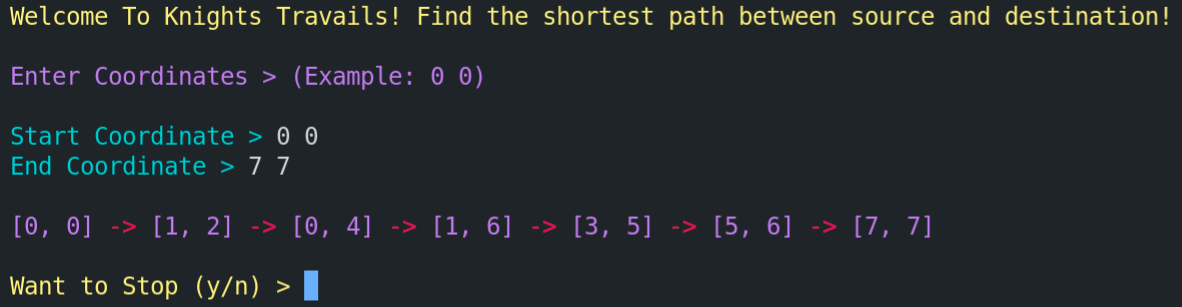 Welcome To Knights Travails! Find the shortest path between source and destination!
Enter Coordinates > (Example: 0 0)
Start Coordinate > 0 0
End Coordinate > 7 7
[0, 0] -> [1, 2] -> [0, 4] -> [1, 6] -> [3, 5] -> [5, 6] -> [7, 7]
Want to Stop (y/n) >